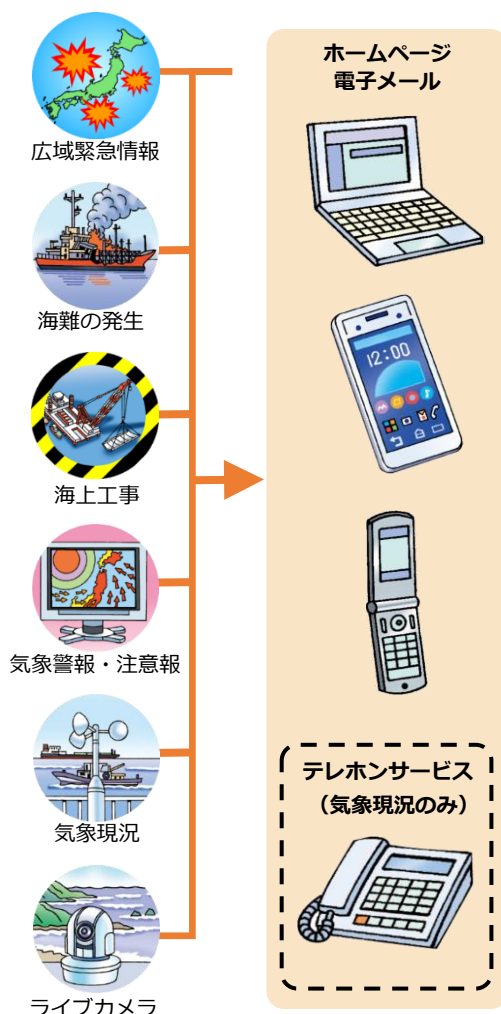 広域緊急情報
海難の発生
海上工事
気象警報・注意報
気象現況
ライブカメラ
ホームページ
電子メール
12:00
テレホンサービス
（気象現況のみ）